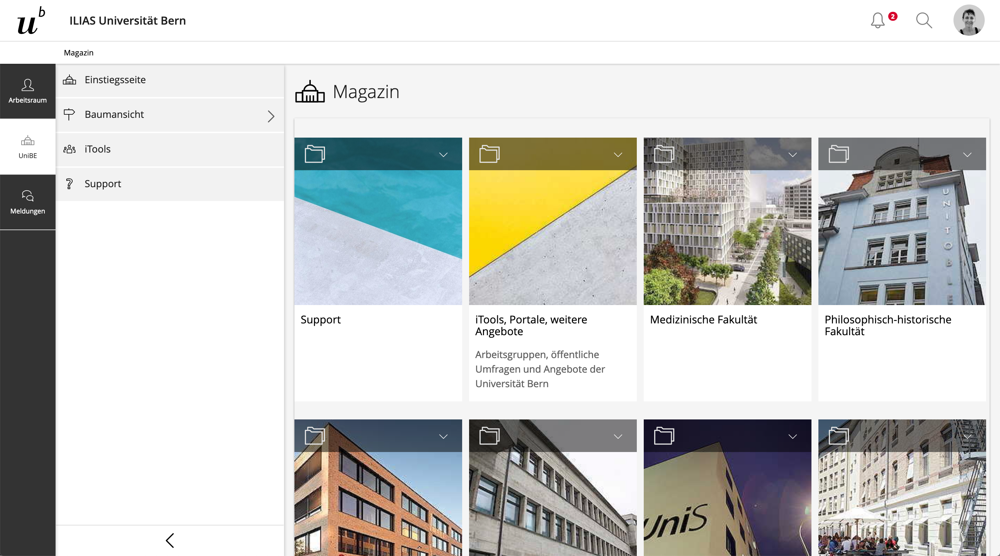 u
b
ILIAS Universität Bern
2
Magazin
Arbeitsraum
UniBE
Meldungen
Einstiegsseite
Baumansicht
iTools
Support
Magazin
UNITOBLE
Support
iTools, Portale, weitere
Angebote
Arbeitsgruppen, öffentliche
Umfragen und Angebote der
Universität Bern
Medizinische Fakultät
Philosophisch-historische
Fakultät
UniS